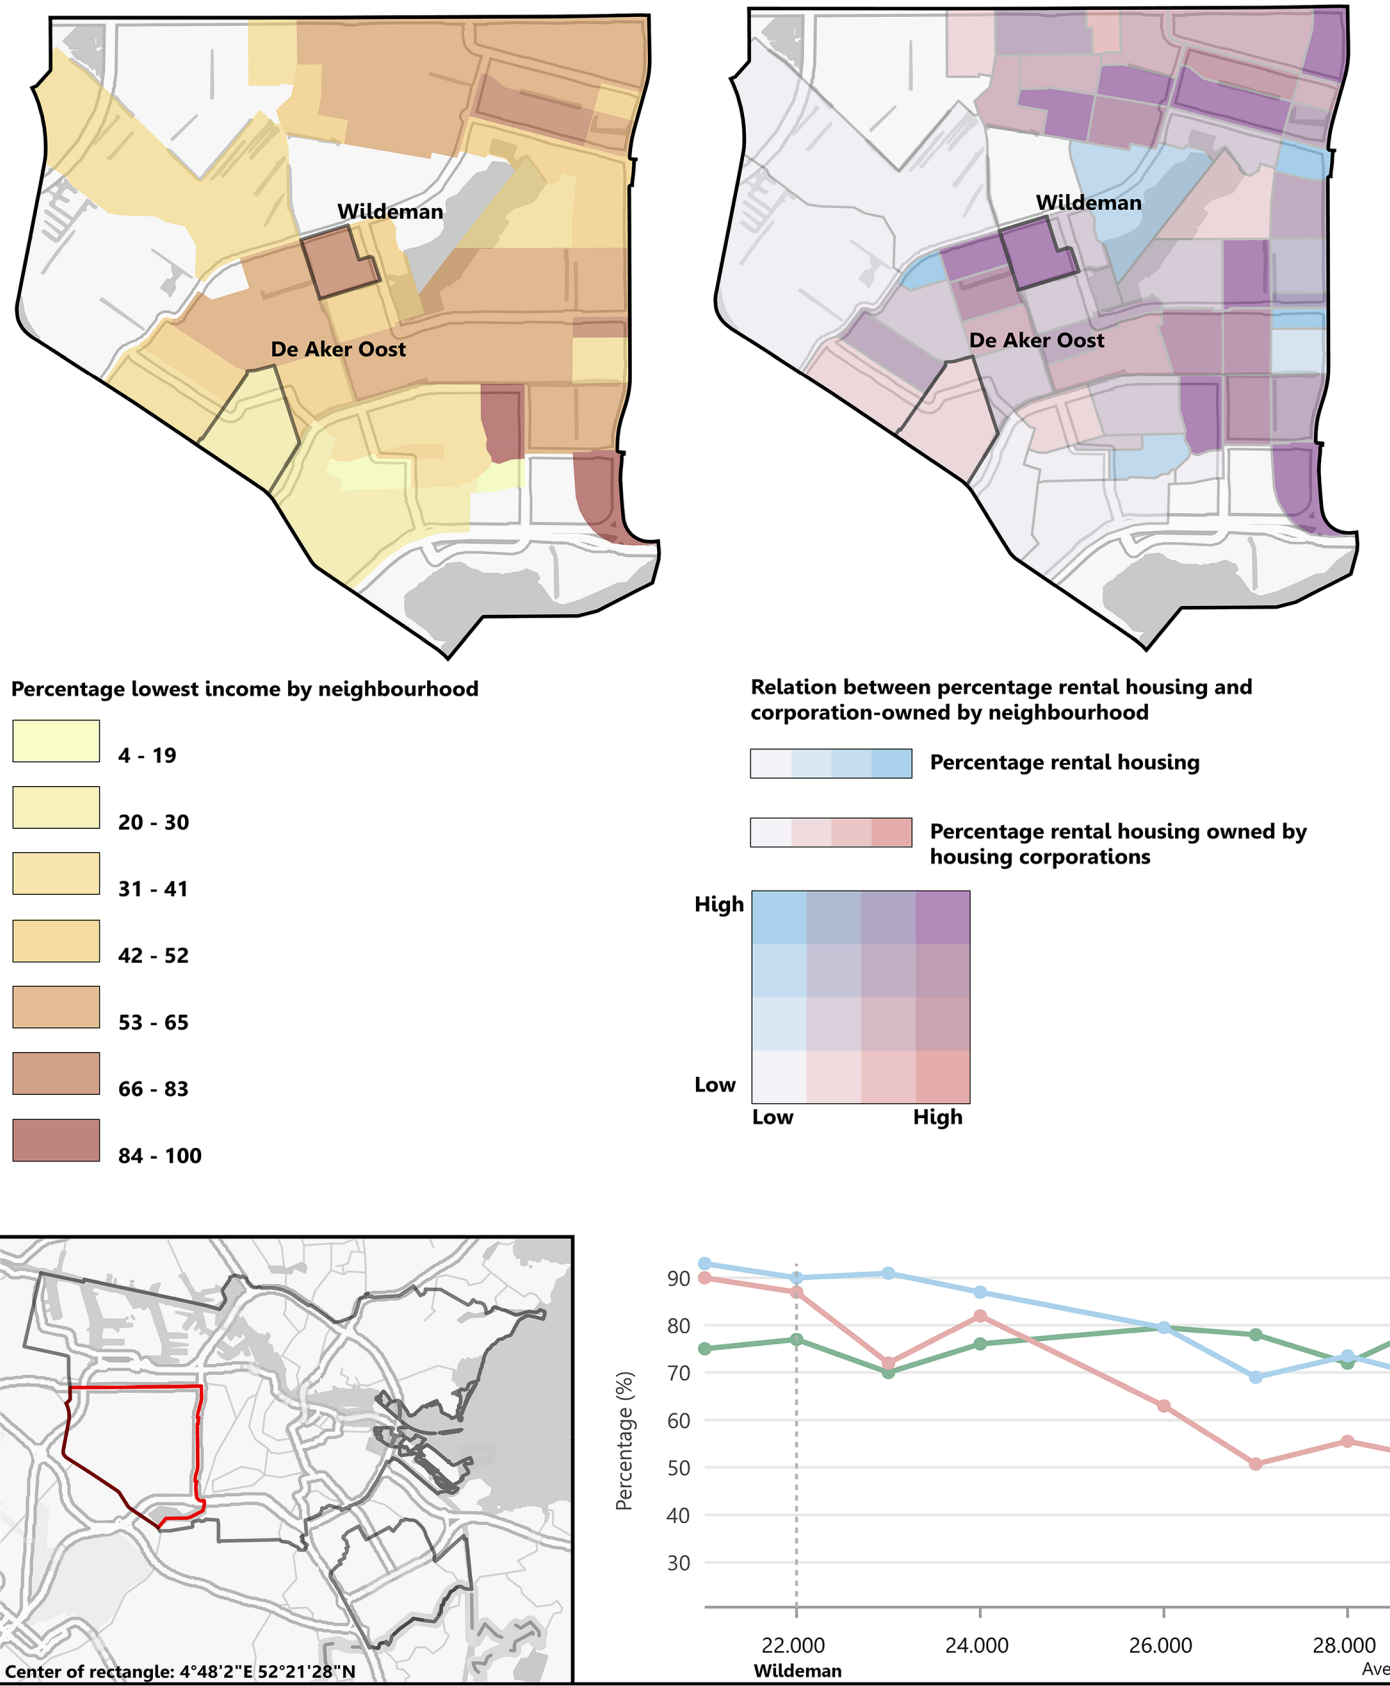 Wildeman
De Aker Oost
Wildeman
De Aker Oost
Percentage lowest income by neighbourhood
4 - 19
20 - 30
31 - 41
42 - 52
53 - 65
66 - 83
84 - 100
Relation between percentage rental housing and
corporation-owned by neighbourhood
Percentage rental housing
Percentage rental housing owned by
housing corporations
High
Low
Low High
Center of rectangle: 4°48'2"E 52°21'28"N
Percentage (%)
90
80
70
60
50
40
30
22.000 24.000 26.000 28.000
Wildeman
Ave